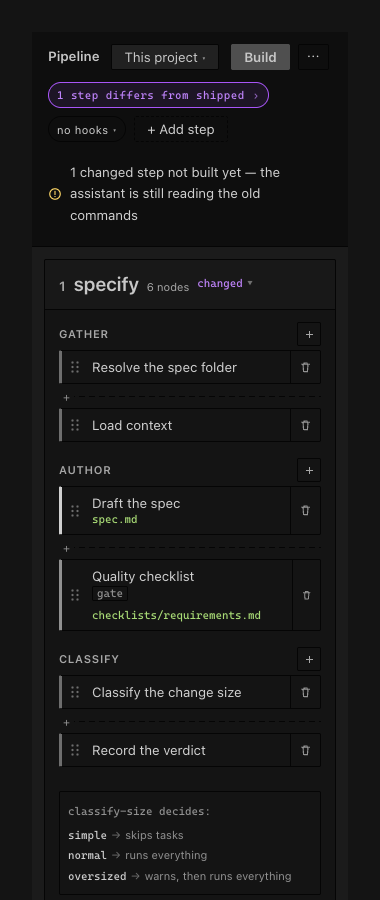 Pipeline This project Build ...
1 step differs from shipped ›
no hooks + Add step
1 changed step not built yet — the
assistant is still reading the old
commands
1 specify 6 nodes changed ▾
GATHER +
Resolve the spec folder
+
Load context
AUTHOR +
Draft the spec
spec.md
+
Quality checklist
gate
checklists/requirements.md
CLASSIFY +
Classify the change size
+
Record the verdict
classify-size decides:
simple → skips tasks
normal → runs everything
oversized → warns, then runs everything